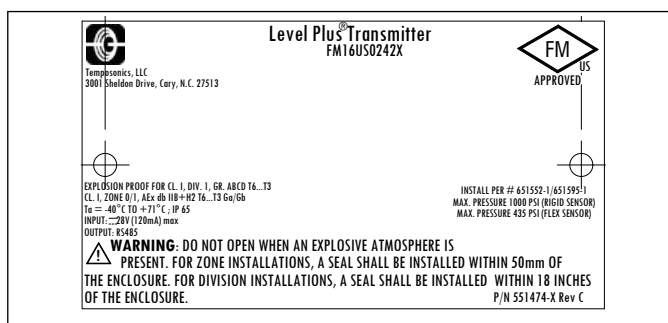 Level Plus® Transmitter
FM16US0242X
FM
US
APPROVED
Temposonics, LLC
3001 Sheldon Drive, Cary, N.C. 27513
EXPLOSION PROOF FOR CL. I, DIV. 1, GR. ABCD T6...T3
CL. I, ZONE 0/1, AEx db IIB+H2 T6...T3 Ga/Gb
Ta = -40°C TO +71°C ; IP 65
INPUT: ⎓28V (120mA) max
OUTPUT: RS485
INSTALL PER # 651552-1/651595-1
MAX. PRESSURE 1000 PSI (RIGID SENSOR)
MAX. PRESSURE 435 PSI (FLEX SENSOR)
WARNING: DO NOT OPEN WHEN AN EXPLOSIVE ATMOSPHERE IS
PRESENT. FOR ZONE INSTALLATIONS, A SEAL SHALL BE INSTALLED WITHIN 50mm OF
THE ENCLOSURE. FOR DIVISION INSTALLATIONS, A SEAL SHALL BE INSTALLED WITHIN 18 INCHES
OF THE ENCLOSURE.
P/N 551474-X Rev C